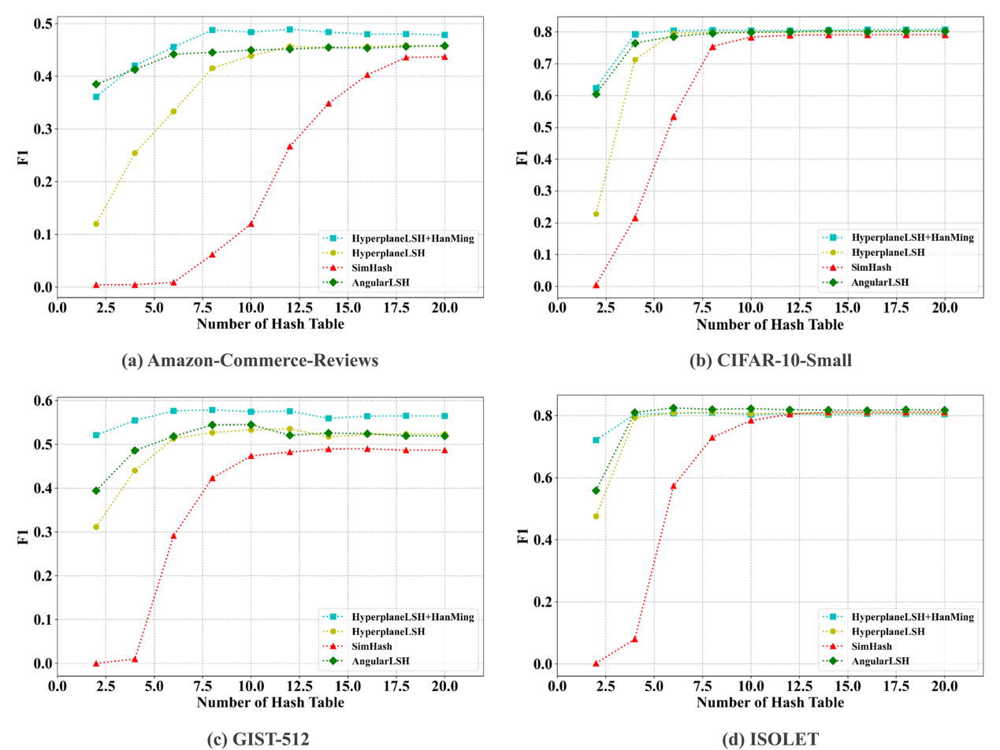 0.5
0.4
0.3
0.2
0.1
0.0
F1
0.0 2.5 5.0 7.5 10.0 12.5 15.0 17.5 20.0
Number of Hash Table
HyperplaneLSH+HanMing
HyperplaneLSH
SimHash
AngularLSH
(a) Amazon-Commerce-Reviews
0.8
0.7
0.6
0.5
0.4
0.3
0.2
0.1
0.0
F1
0.0 2.5 5.0 7.5 10.0 12.5 15.0 17.5 20.0
Number of Hash Table
HyperplaneLSH+HanMing
HyperplaneLSH
SimHash
AngularLSH
(b) CIFAR-10-Small
0.6
0.5
0.4
0.3
0.2
0.1
0.0
F1
0.0 2.5 5.0 7.5 10.0 12.5 15.0 17.5 20.0
Number of Hash Table
HyperplaneLSH+HanMing
HyperplaneLSH
SimHash
AngularLSH
(c) GIST-512
0.8
0.6
0.4
0.2
0.0
F1
0.0 2.5 5.0 7.5 10.0 12.5 15.0 17.5 20.0
Number of Hash Table
HyperplaneLSH+HanMing
HyperplaneLSH
SimHash
AngularLSH
(d) ISOLET